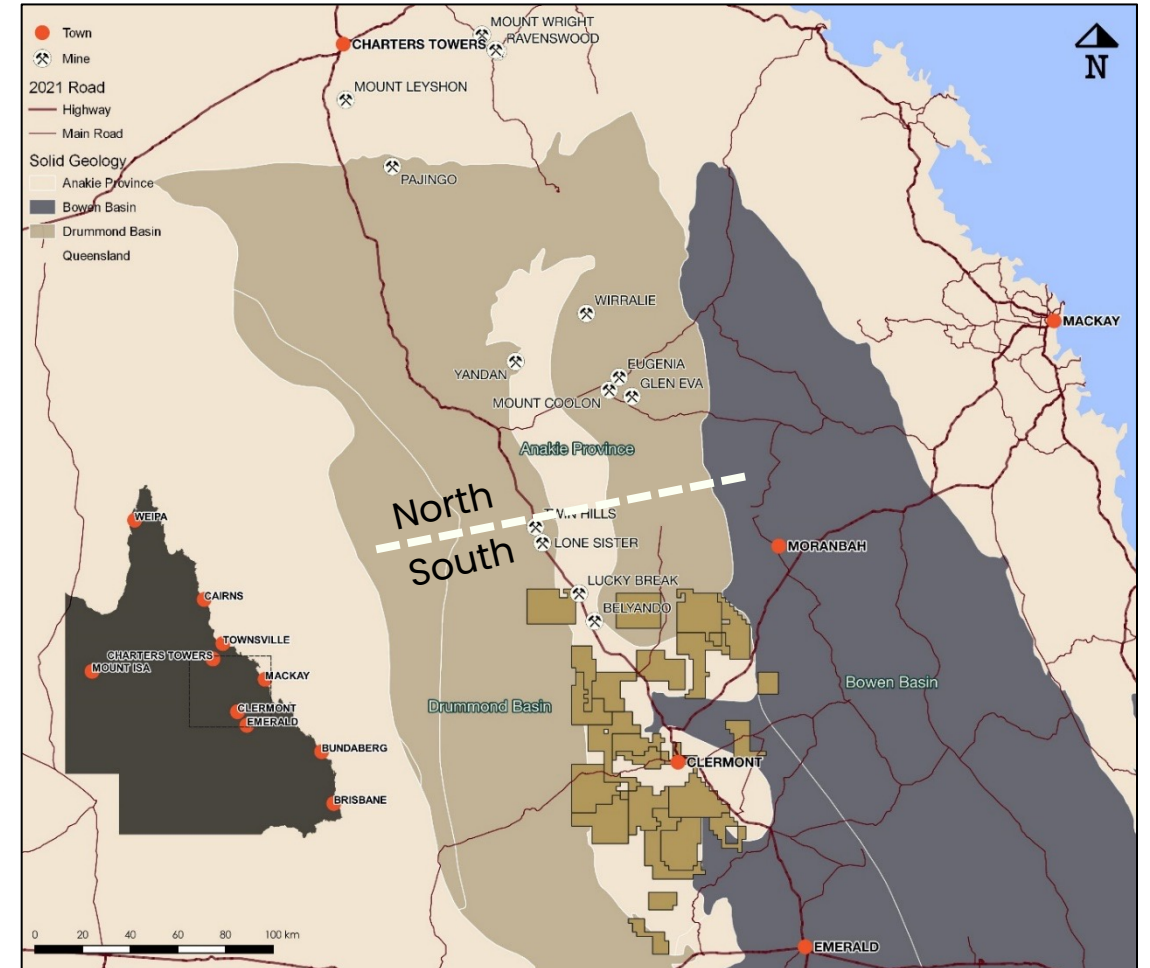 Town
Mine
2021 Road
Highway
Main Road
Solid Geology
Anakie Province
Bowen Basin
Drummond Basin
Queensland
MOUNT WRIGHT
RAVENSWOOD
CHARTERS TOWERS
MOUNT LEYSHON
PAJINGO
N
WIRRALIE
MACKAY
YANDAN
EUGENIA
GLEN EVA
MOUNT COOLON
Anakie Province
North
South
TWIN HILLS
LONE SISTER
MORANBAH
LUCKY BREAK
BELYANDO
Bowen Basin
Drummond Basin
CLERMONT
EMERALD
WEIPA
CAIRNS
TOWNSVILLE
CHARTERS TOWERS
MOUNT ISA
MACKAY
CLERMONT
EMERALD
BUNDABERG
BRISBANE
0 20 40 60 80 100 km